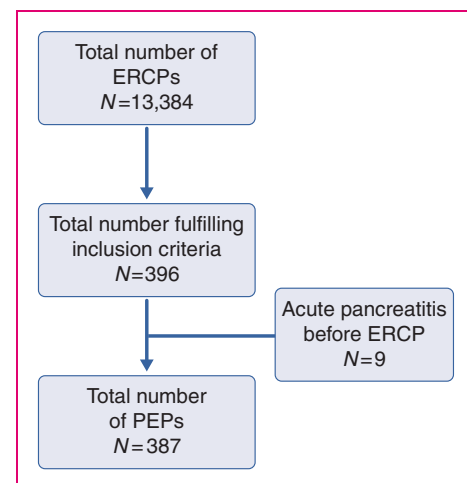 Total number of
ERCPs
N=13,384
Total number fulfilling
inclusion criteria
N=396
Acute pancreatitis
before ERCP
N=9
Total number
of PEPs
N=387